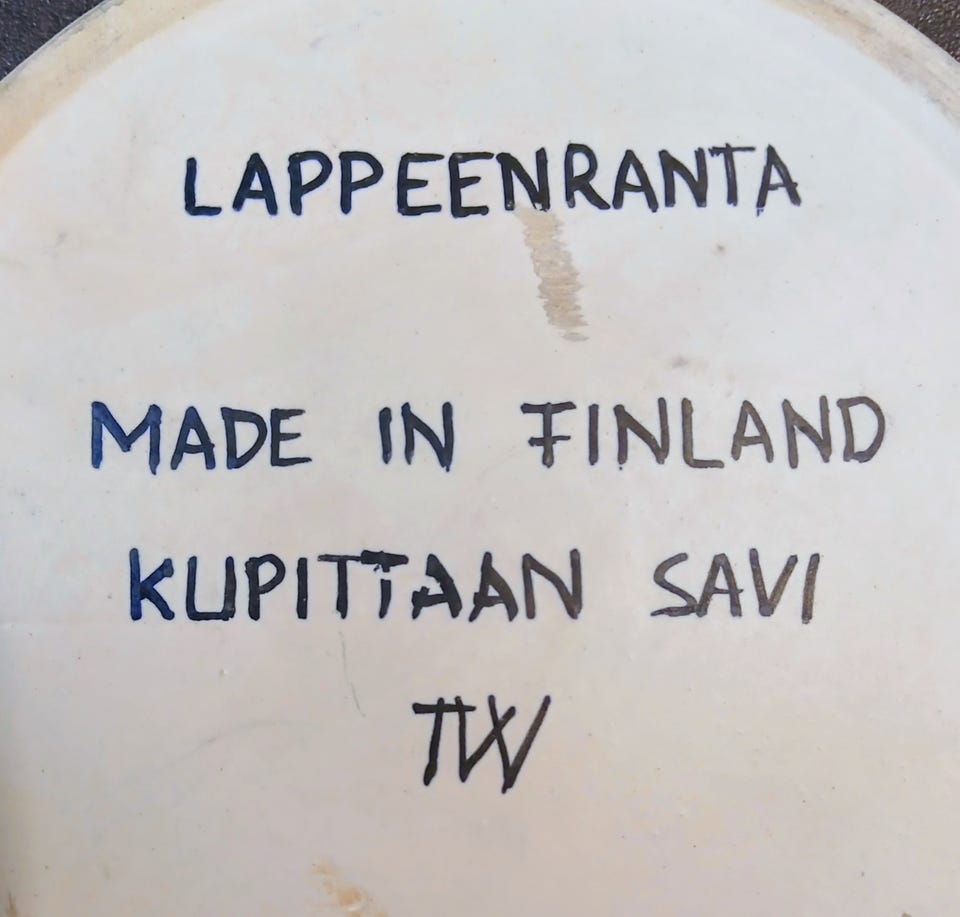 LAPPEENRANTA
MADE IN FINLAND
KUPITTAAN SAVI
TW